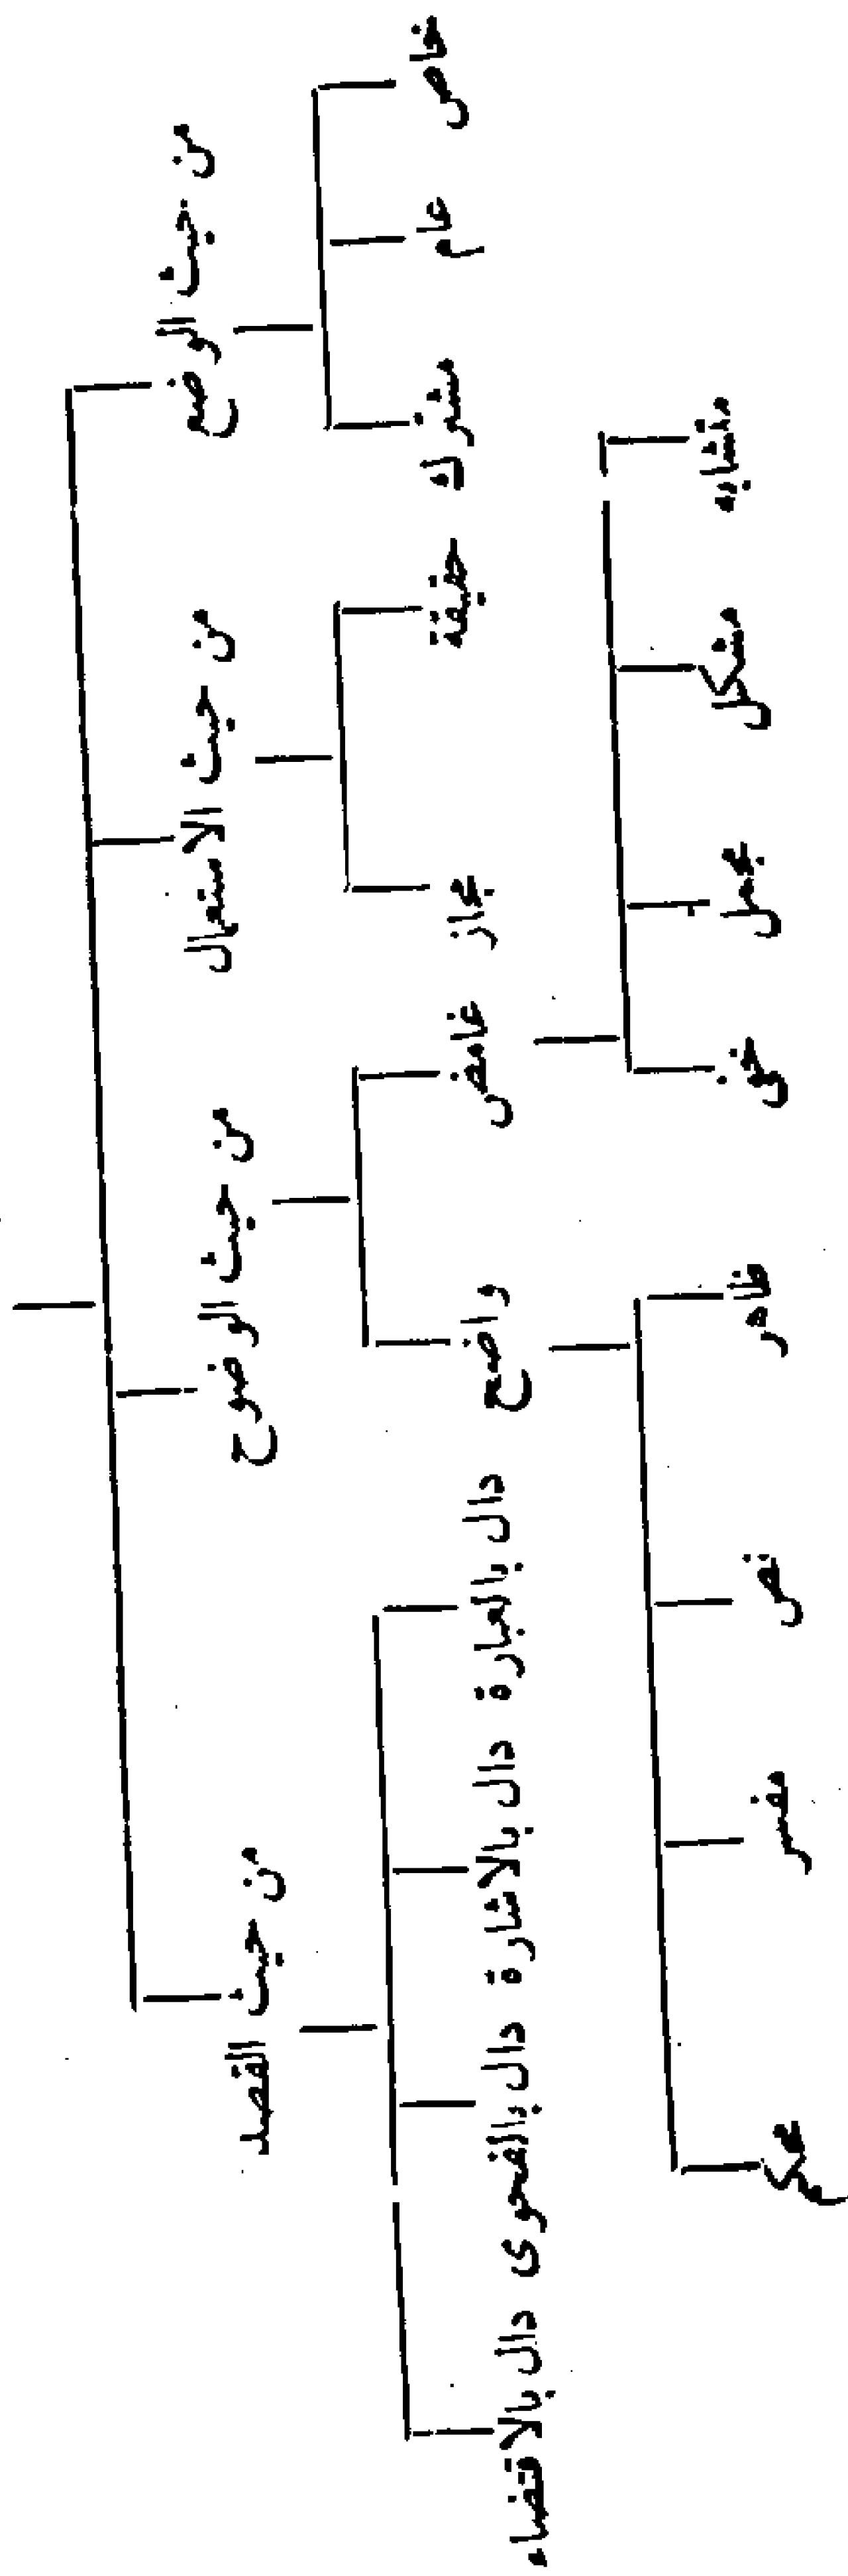 من حيث الوضع
من حيث الاستعمال
من حيث الوضوح
من حيث القصد
خاص
عام
مشترك
حقيقة
مجاز
غامض
واضح
دال بالعبارة
دال بالاشارة
دال بالفحوى
دال بالاقتضاء
متشابه
مشكل
مجمل
خفي
ظاهر
نص
مفسر
محكم